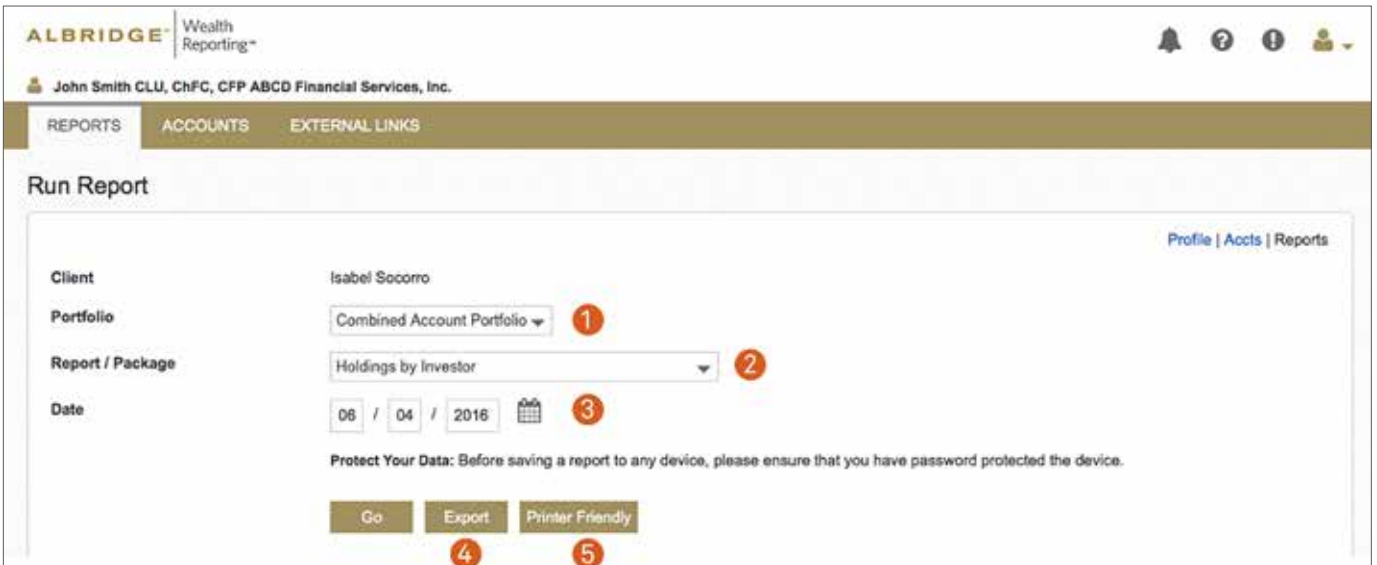 ALBRIDGE Wealth
Reporting
John Smith CLU, ChFC, CFP ABCD Financial Services, Inc.
REPORTS ACCOUNTS EXTERNAL LINKS
Run Report
Profile | Accts | Reports
Client Isabel Socorro
Portfolio Combined Account Portfolio 1
Report / Package Holdings by Investor 2
Date 06 / 04 / 2016 3
Protect Your Data: Before saving a report to any device, please ensure that you have password protected the device.
Go Export Printer Friendly
4 5